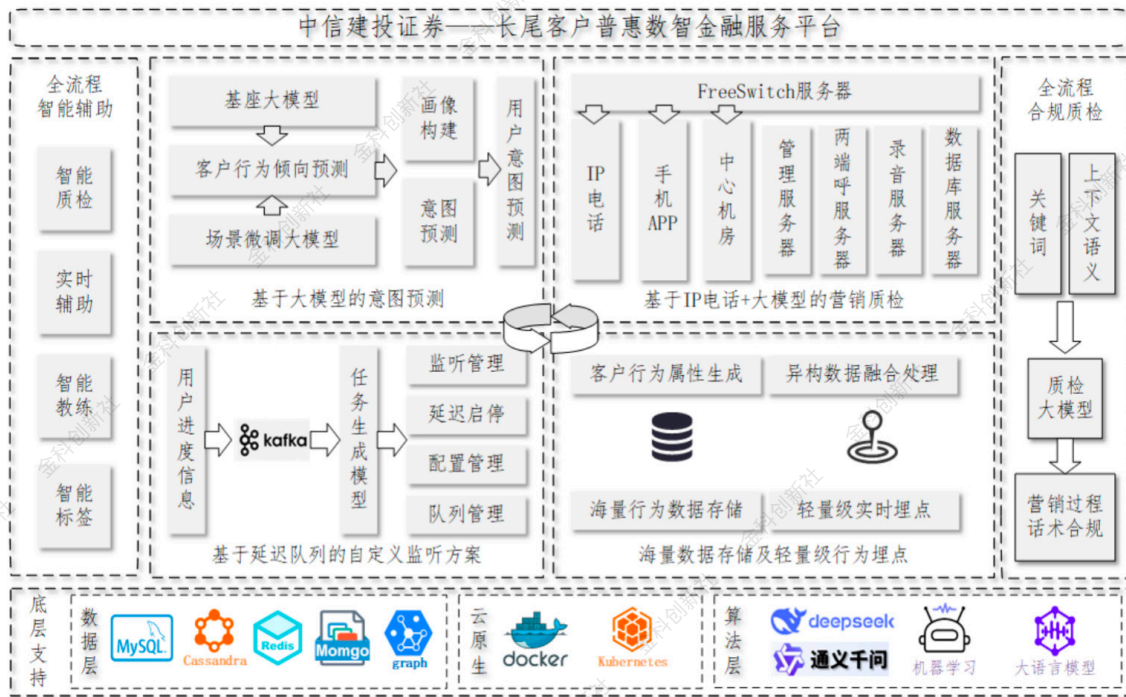 中信建投证券——长尾客户普惠数智金融服务平台
全流程
智能辅助
智能
质检
实时
辅助
智能
教练
智能
标签
基座大模型
客户行为倾向预测
场景微调大模型
画像
构建
意图
预测
用户意图预测
基于大模型的意图预测
FreeSwitch服务器
IP
电话
手机
APP
中心机房
管理服务器
两端呼服务器
录音服务器
数据库服务器
基于IP电话+大模型的营销质检
用户进度信息
kafka
任务生成模型
监听管理
延迟启停
配置管理
队列管理
基于延迟队列的自定义监听方案
客户行为属性生成
异构数据融合处理
海量行为数据存储
轻量级实时埋点
海量数据存储及轻量级行为埋点
全流程
合规质检
关键词
上下文语义
质检
大模型
营销过程
话术合规
底层支持
数据层
MySQL
Cassandra
Redis
Momgo
graph
云原生
docker
Kubernetes
算法层
deepseek
通义千问
机器学习
大语言模型
金科创新社